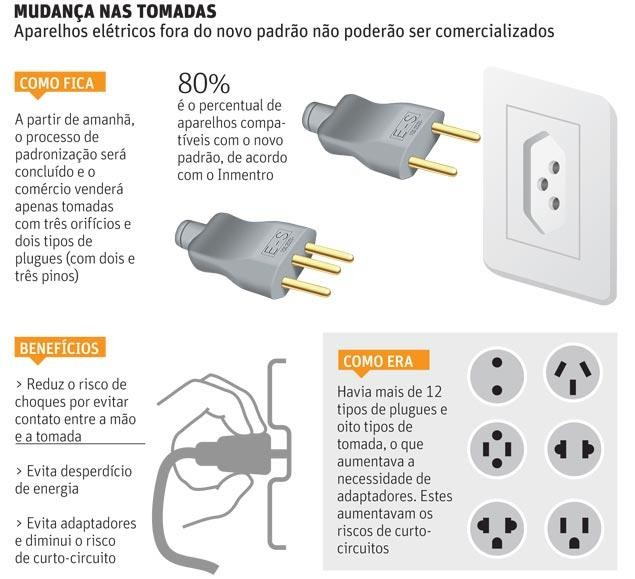 MUDANÇA NAS TOMADAS
Aparelhos elétricos fora do novo padrão não poderão ser comercializados
COMO FICA
A partir de amanhã,
o processo de
padronização será
concluído e o
comércio venderá
apenas tomadas
com três orifícios e
dois tipos de
plugues (com dois e
três pinos)
80%
é o percentual de
aparelhos compa-
tíveis com o novo
padrão, de acordo
com o Inmentro
E-S
E-S
BENEFÍCIOS
> Reduz o risco de
choques por evitar
contato entre a mão
e a tomada
> Evita desperdício
de energia
> Evita adaptadores
e diminui o risco
de curto-circuito
COMO ERA
Havia mais de 12
tipos de plugues e
oito tipos de
tomada, o que
aumentava a
necessidade de
adaptadores. Estes
aumentavam os
riscos de curto-
circuitos